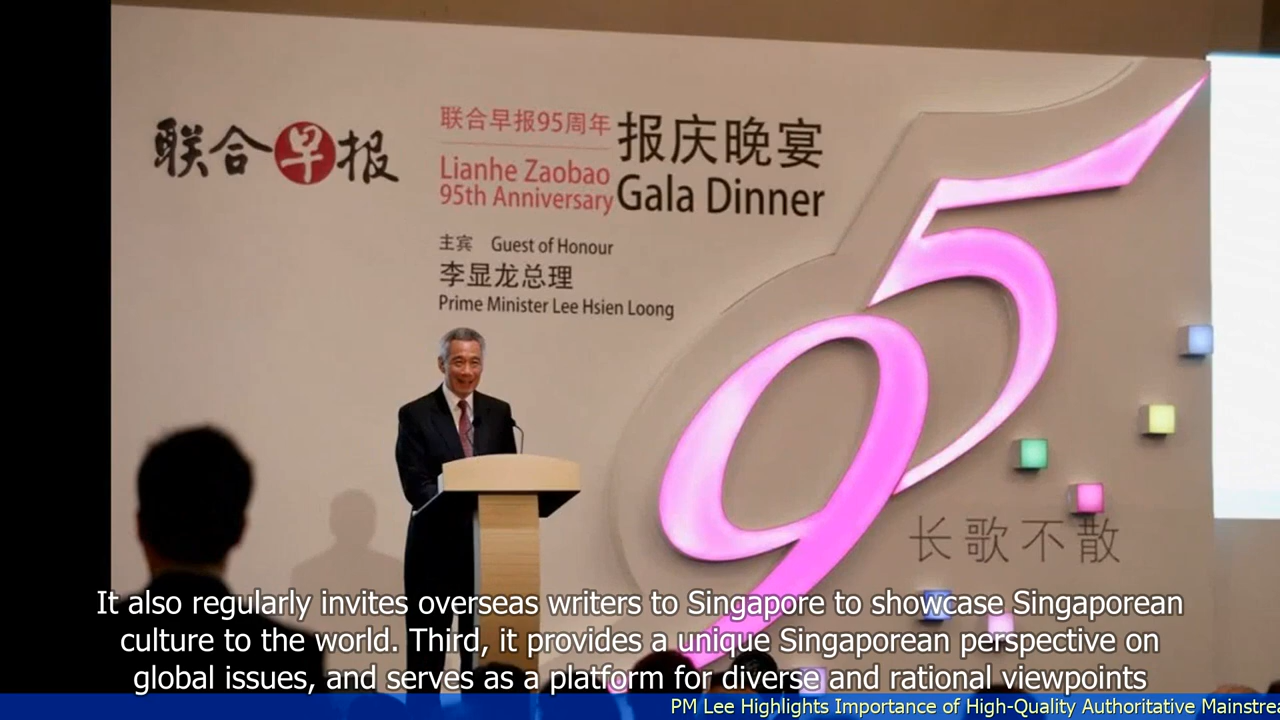 联合早报
联合早报95周年
报庆晚宴
Lianhe Zaobao
95th Anniversary
Gala Dinner
主宾 Guest of Honour
李显龙总理
Prime Minister Lee Hsien Loong
95
长歌不散
It also regularly invites overseas writers to Singapore to showcase Singaporean
culture to the world. Third, it provides a unique Singaporean perspective on
global issues, and serves as a platform for diverse and rational viewpoints
PM Lee Highlights Importance of High-Quality Authoritative Mainstrea